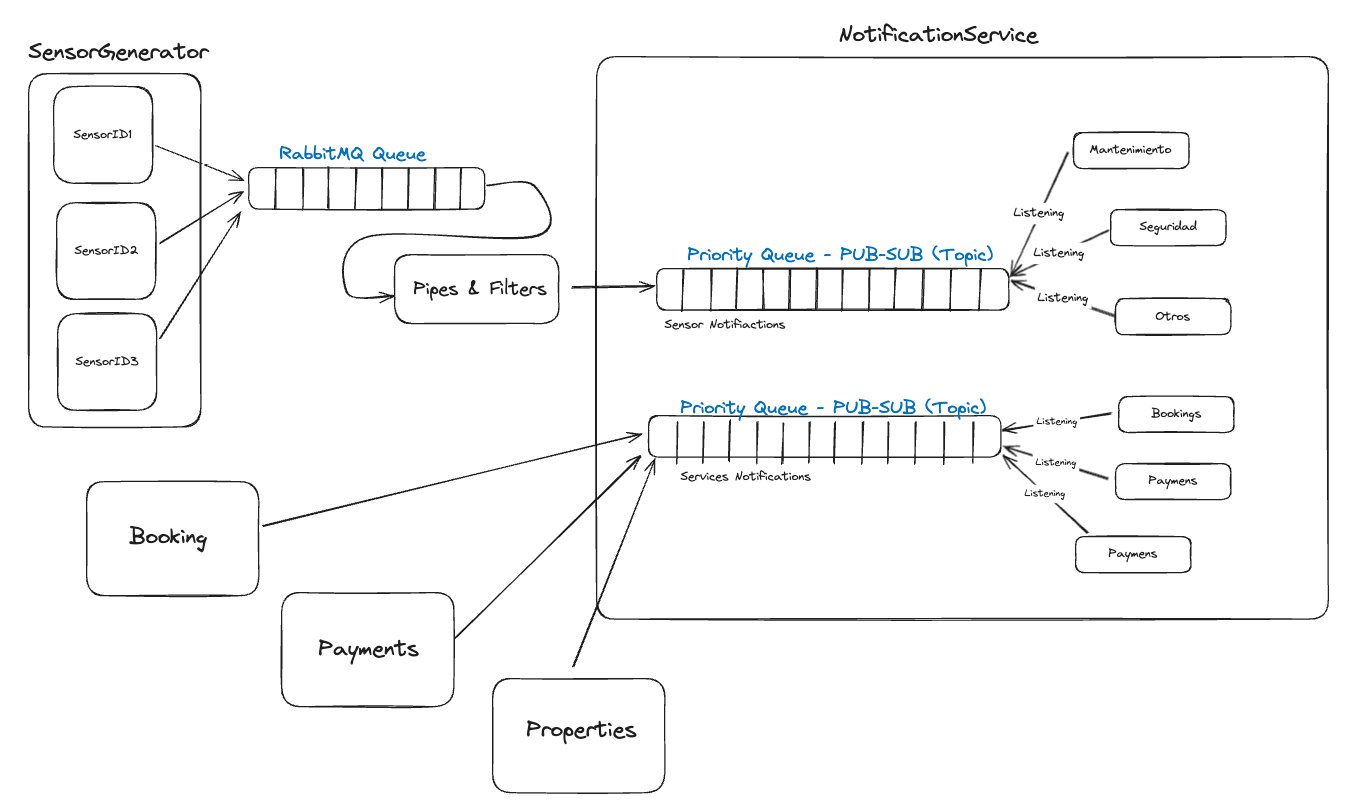 NotificationService
SensorGenerator
SensorID1
SensorID2
SensorID3
RabbitMQ Queue
Pipes & Filters
Priority Queue - PUB-SUB (Topic)
Sensor Notifiactions
Mantenimiento
Listening
Seguridad
Listening
Listening
Otros
Priority Queue - PUB-SUB (Topic)
Services Notifications
Listening
Bookings
Listening
Paymens
Listening
Paymens
Booking
Payments
Properties